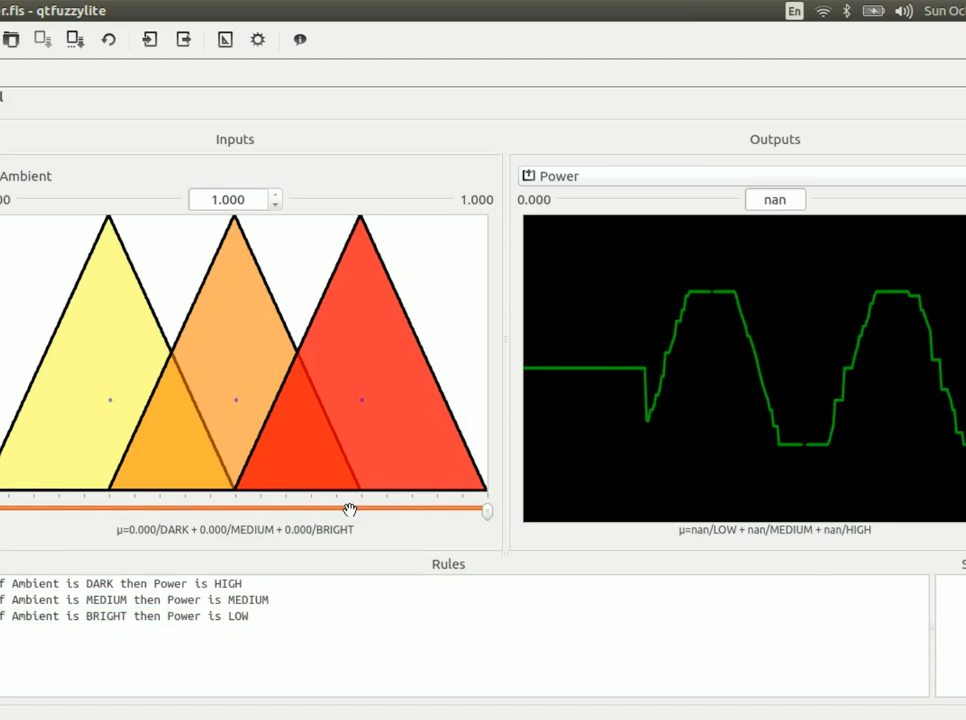 r.fis - qtfuzzylite
En
Sun Oc
l
Inputs
Outputs
Ambient
Power
00
1.000
1.000
0.000
nan
μ=0.000/DARK + 0.000/MEDIUM + 0.000/BRIGHT
μ=nan/LOW + nan/MEDIUM + nan/HIGH
Rules
S
f Ambient is DARK then Power is HIGH
f Ambient is MEDIUM then Power is MEDIUM
f Ambient is BRIGHT then Power is LOW